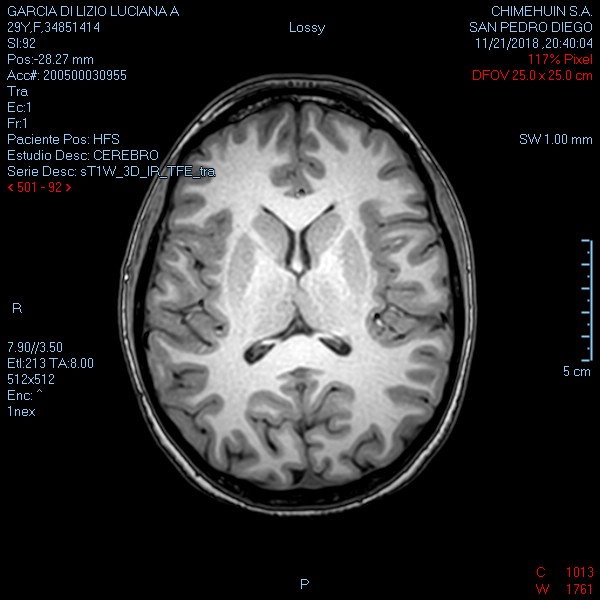 GARCIA DI LIZIO LUCIANA A
29Y,F,34851414
Sl:92
Pos:-28.27 mm
Acc#: 200500030955
Tra
Ec:1
Fr:1
Paciente Pos: HFS
Estudio Desc: CEREBRO
Serie Desc: sT1W_3D_IR_TFE_tra
< 501 - 92 >
Lossy
CHIMEHUIN S.A.
SAN PEDRO DIEGO
11/21/2018 ,20:40:04
117% Pixel
DFOV 25.0 x 25.0 cm
SW 1.00 mm
R
7.90//3.50
Etl:213 TA:8.00
512x512
Enc: ^
1nex
5 cm
P
C 1013
W 1761